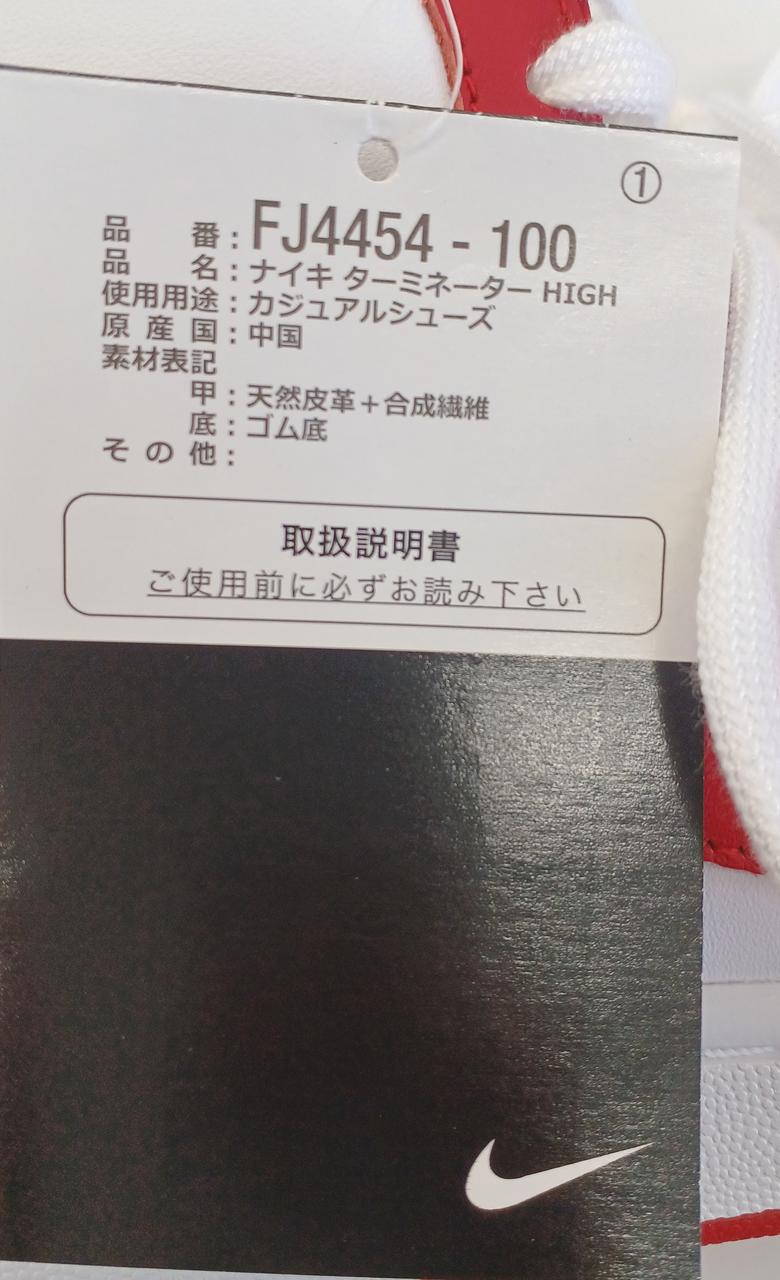 ①
品番：FJ4454 - 100
品名：ナイキ ターミネーター HIGH
使用用途：カジュアルシューズ
原産国：中国
素材表記
甲：天然皮革＋合成繊維
底：ゴム底
その他：
取扱説明書
ご使用前に必ずお読み下さい